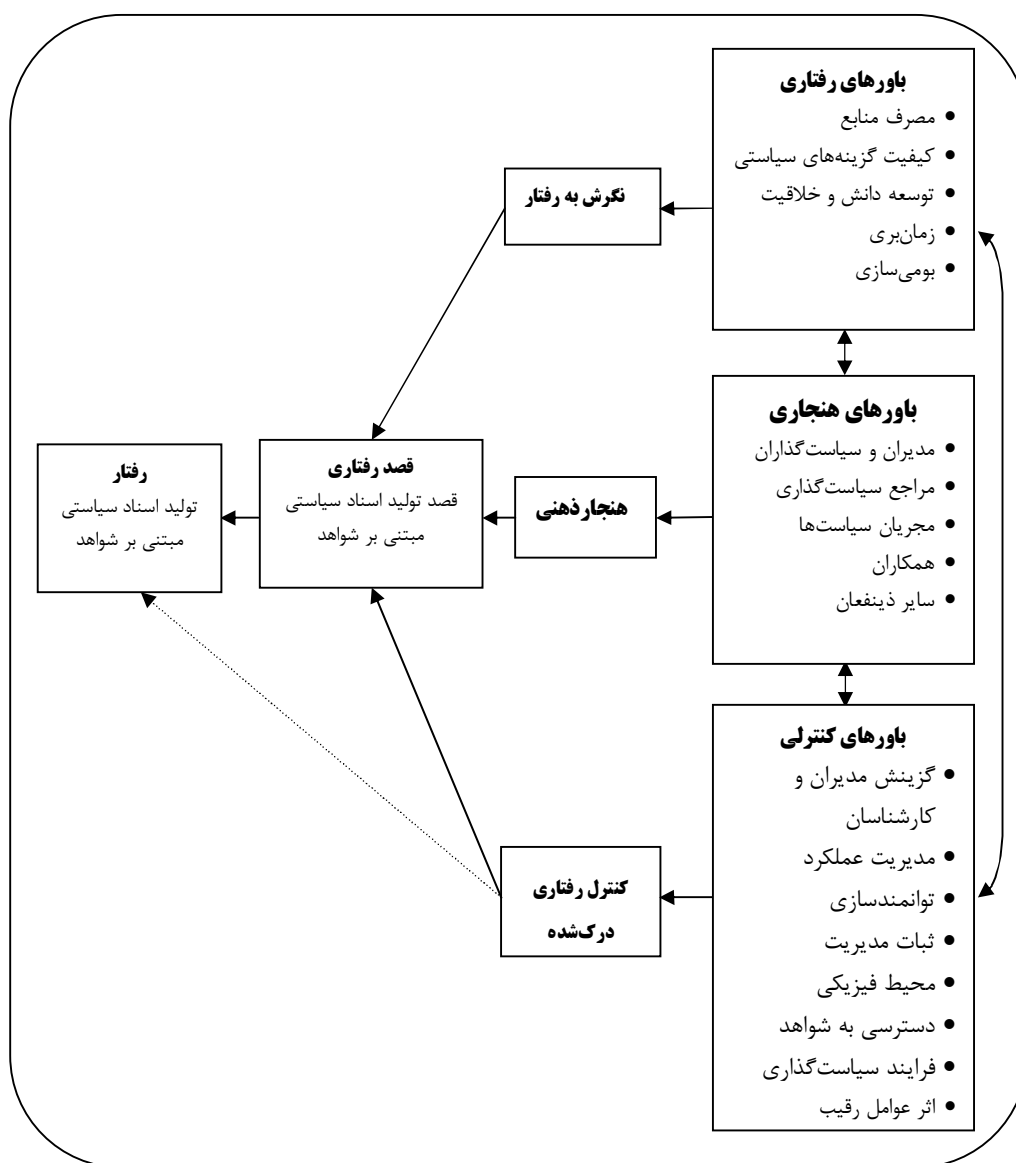 باورهای رفتاری
• مصرف منابع
• کیفیت گزینه‌های سیاستی
• توسعه دانش و خلاقیت
• زمان‌بری
• بومی‌سازی
نگرش به رفتار
باورهای هنجاری
• مدیران و سیاست‌گذاران
• مراجع سیاست‌گذاری
• مجریان سیاست‌ها
• همکاران
• سایر ذینفعان
هنجارذهنی
قصد رفتاری
قصد تولید اسناد سیاستی
مبتنی بر شواهد
رفتار
تولید اسناد سیاستی
مبتنی بر شواهد
باورهای کنترلی
• گزینش مدیران و
کارشناسان
• مدیریت عملکرد
• توانمندسازی
• ثبات مدیریت
• محیط فیزیکی
• دسترسی به شواهد
• فرایند سیاست‌گذاری
• اثر عوامل رقیب
کنترل رفتاری
درک‌شده